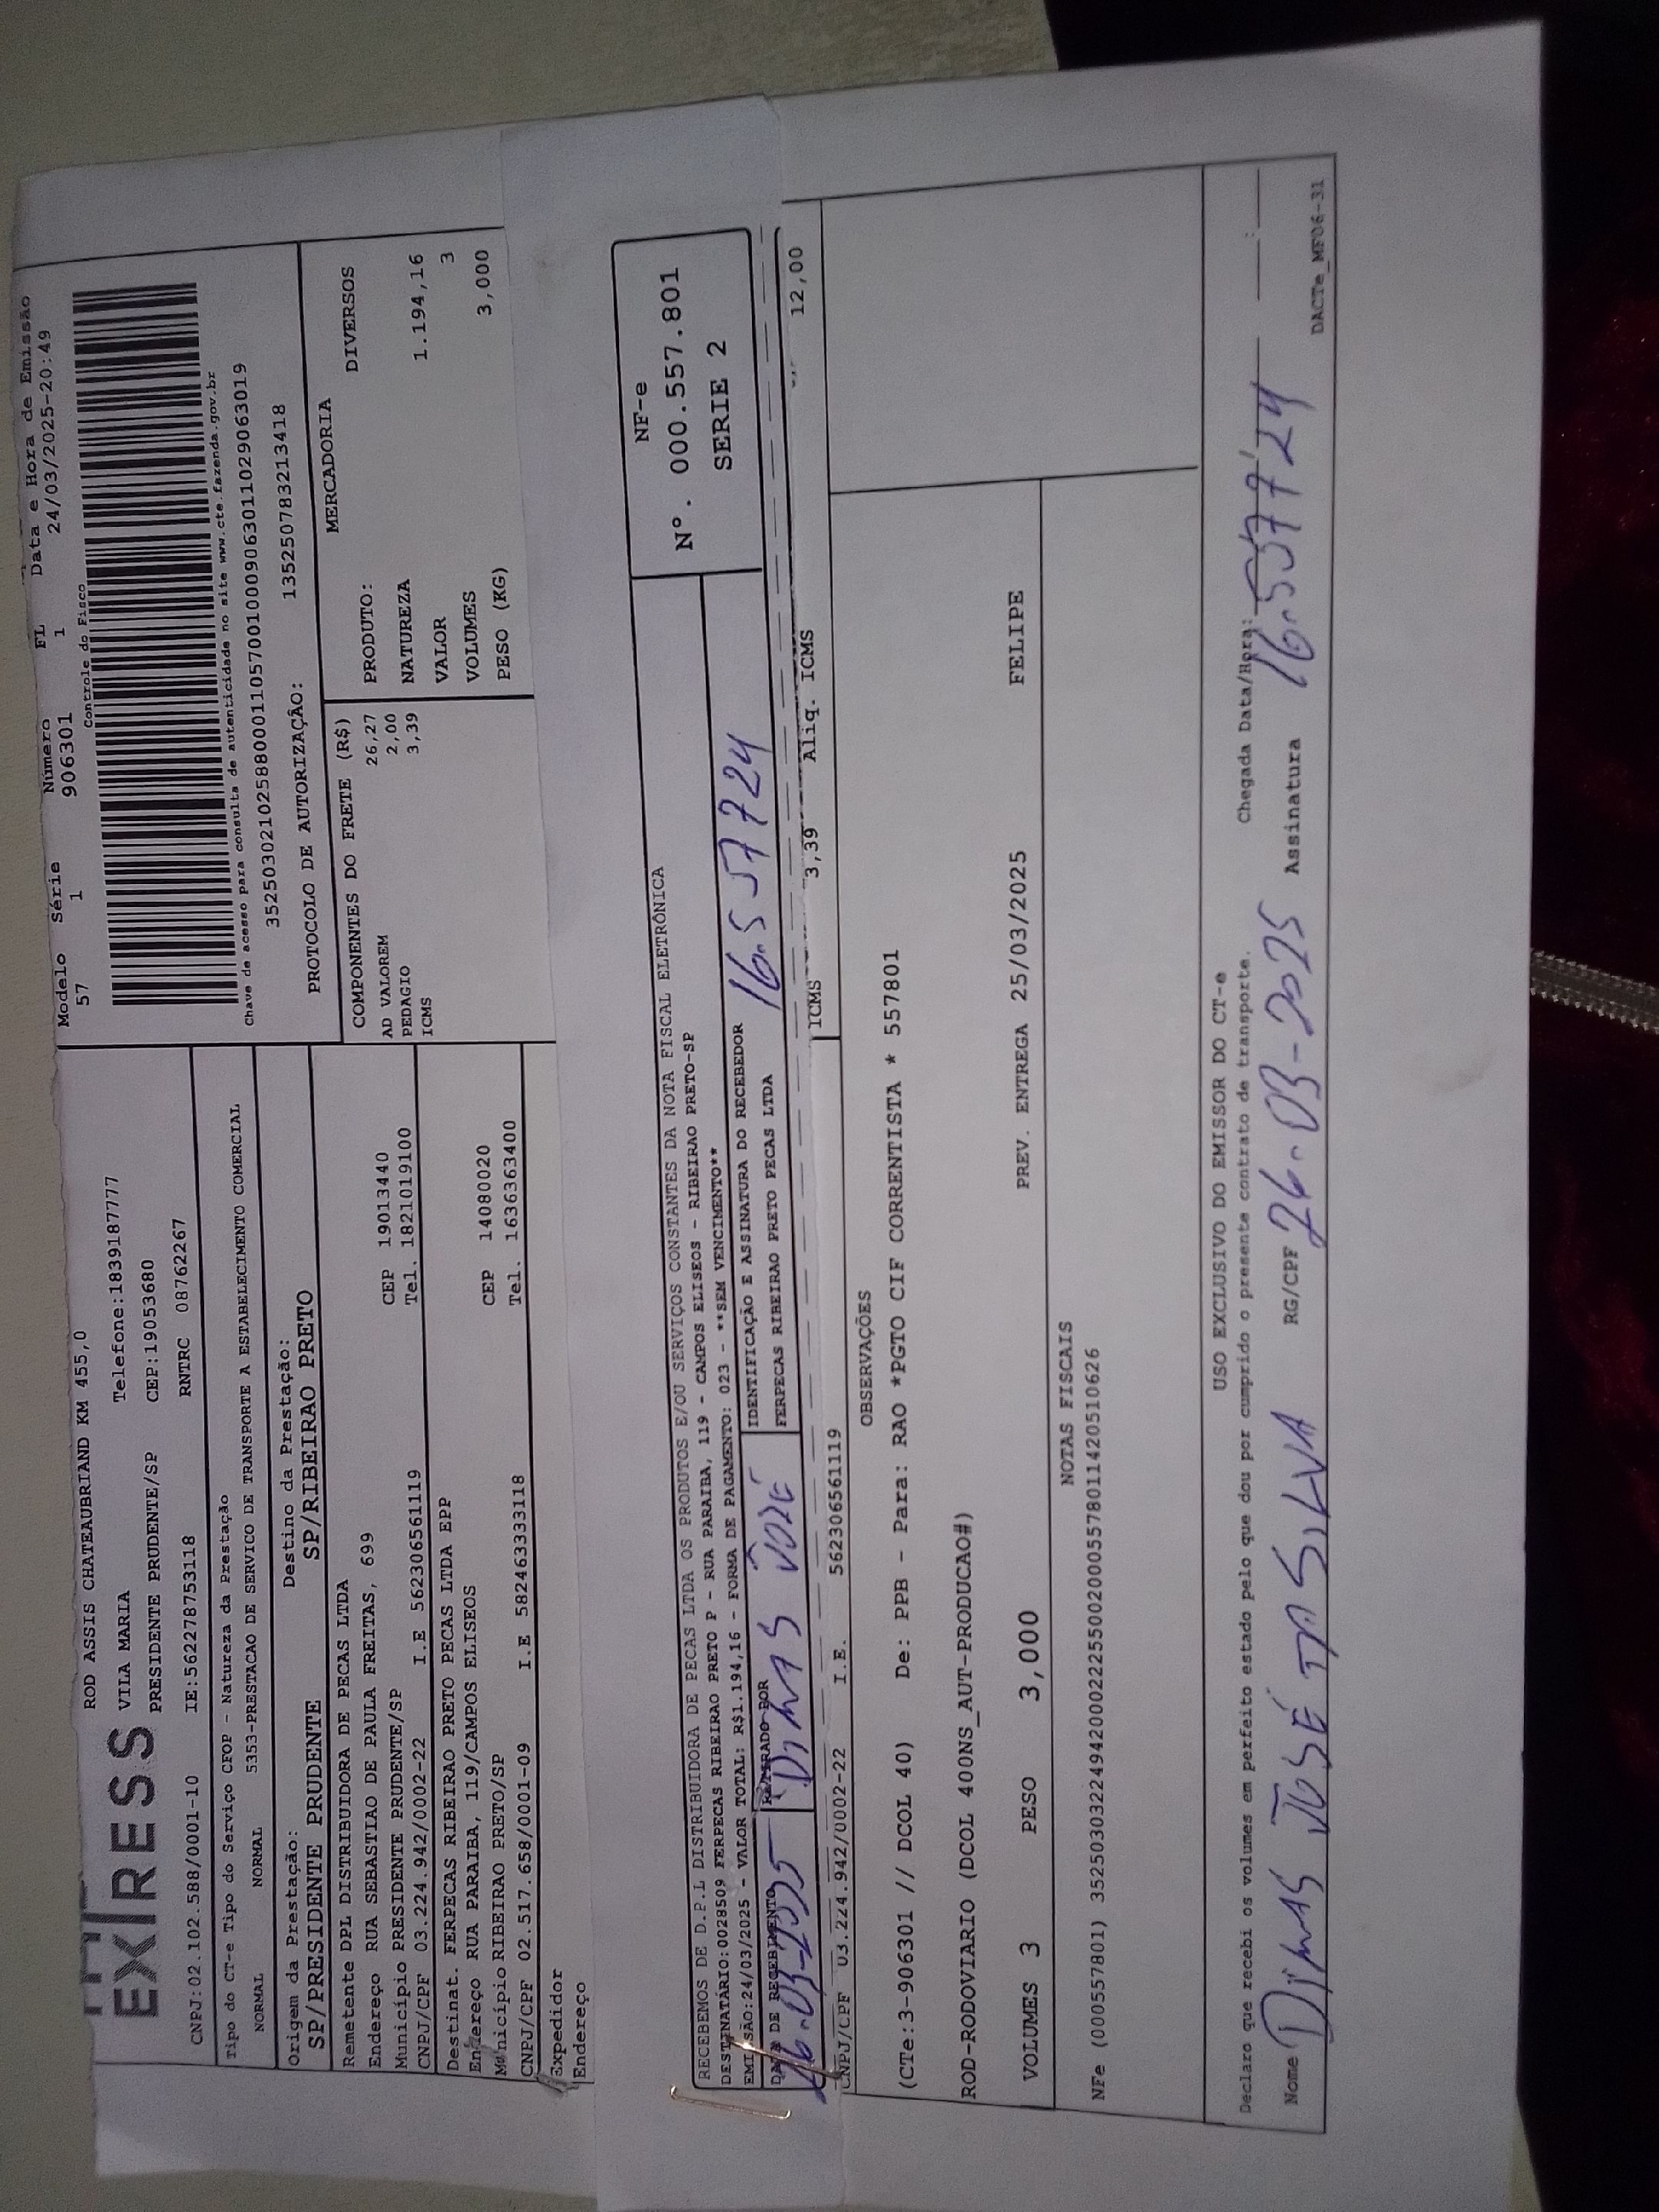 EXPRESS
ROD ASSIS CHATEAUBRIAND KM 455,0
VILA MARIA Telefone:1839187777
PRESIDENTE PRUDENTE/SP CEP:19053680
CNPJ:02.102.588/0001-10 IE:562278753118 RNTRC 08762267
Modelo Série Número FL Data e Hora de Emissão
57 1 906301 1 24/03/2025-20:49
Controle do Fisco
Chave de acesso para consulta de autenticidade no site www.cte.fazenda.gov.br
35250302102588000110570010009063011029063019
PROTOCOLO DE AUTORIZAÇÃO: 135250783213418
Tipo do CT-e Tipo do Serviço CFOP - Natureza da Prestação
NORMAL NORMAL 5353-PRESTACAO DE SERVICO DE TRANSPORTE A ESTABELECIMENTO COMERCIAL
Origem da Prestação: Destino da Prestação:
SP/PRESIDENTE PRUDENTE SP/RIBEIRAO PRETO
Remetente DPL DISTRIBUIDORA DE PECAS LTDA
Endereço RUA SEBASTIAO DE PAULA FREITAS, 699
Município PRESIDENTE PRUDENTE/SP CEP 19013440
CNPJ/CPF 03.224.942/0002-22 I.E 562306561119 Tel. 1821019100
Destinat. FERPECAS RIBEIRAO PRETO PECAS LTDA EPP
Endereço RUA PARAIBA, 119/CAMPOS ELISEOS CEP 14080020
Município RIBEIRAO PRETO/SP
CNPJ/CPF 02.517.658/0001-09 I.E 582463333118 Tel. 1636363400
Expedidor
Endereço
COMPONENTES DO FRETE (R$)
AD VALOREM 26,27
PEDAGIO 2,00
ICMS 3,39
MERCADORIA
PRODUTO: DIVERSOS
NATUREZA
VALOR 1.194,16
VOLUMES 3
PESO (KG) 3,000
RECEBEMOS DE D.P.L DISTRIBUIDORA DE PECAS LTDA OS PRODUTOS E/OU SERVIÇOS CONSTANTES DA NOTA FISCAL ELETRÔNICA
DESTINATÁRIO:0028509 FERPECAS RIBEIRAO PRETO P - RUA PARAIBA, 119 - CAMPOS ELISEOS - RIBEIRAO PRETO-SP
EMISSÃO:24/03/2025 - VALOR TOTAL: R$1.194,16 - FORMA DE PAGAMENTO: 023 - **SEM VENCIMENTO**
DATA DE RECEBIMENTO RETIRADO POR IDENTIFICAÇÃO E ASSINATURA DO RECEBEDOR
FERPECAS RIBEIRAO PRETO PECAS LTDA
26-03-2025 DIMAS JOSÉ 16.557724
NF-e
Nº. 000.557.801
SERIE 2
CNPJ/CPF 03.224.942/0002-22 I.E. 562306561119 ICMS 3,39 Aliq. ICMS 12,00
OBSERVAÇÕES
(CTe:3-906301 // DCOL 40) De: PPB - Para: RAO *PGTO CIF CORRENTISTA * 557801
ROD-RODOVIARIO (DCOL 400NS_AUT-PRODUCAO#)
VOLUMES 3 PESO 3,000 PREV. ENTREGA 25/03/2025 FELIPE
NOTAS FISCAIS
NFe (000557801) 35250303224942000222550020005578011420510626
USO EXCLUSIVO DO EMISSOR DO CT-e
Declaro que recebi os volumes em perfeito estado pelo que dou por cumprido o presente contrato de transporte. Chegada Data/Hora: :
Nome DIMAS JOSÉ DA SILVA RG/CPF 26-03-2025 Assinatura 16.557724
DACTe_MF06-31